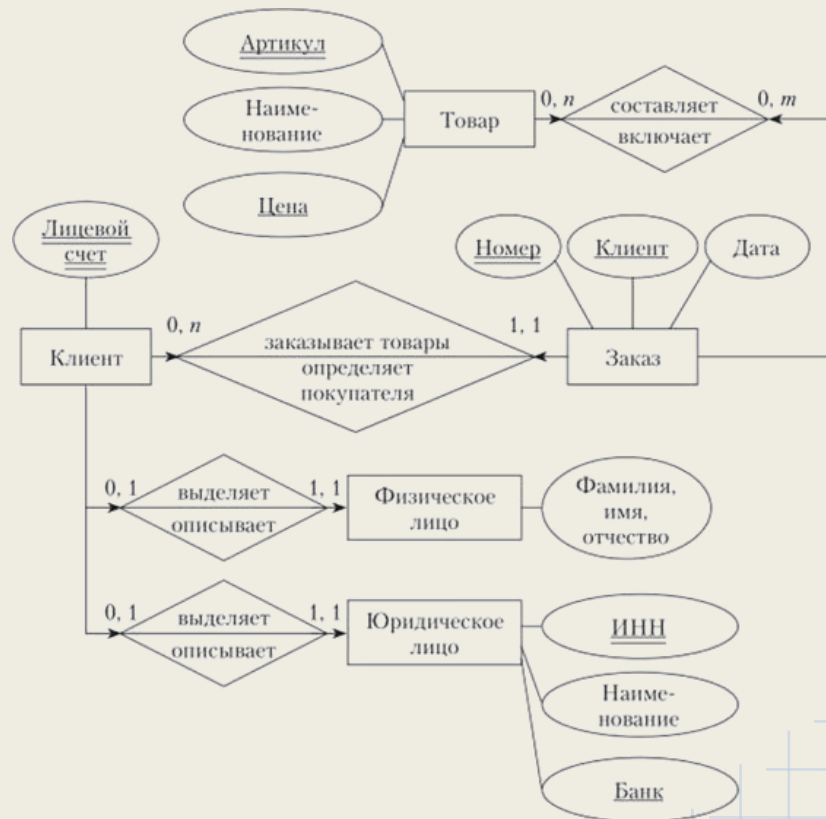 Артикул
Наиме-
нование
Цена
Товар
0, n
составляет
включает
0, m
Лицевой
счет
Номер
Клиент
Дата
Клиент
0, n
заказывает товары
определяет
покупателя
1, 1
Заказ
0, 1
выделяет
описывает
1, 1
Физическое
лицо
Фамилия,
имя,
отчество
0, 1
выделяет
описывает
1, 1
Юридическое
лицо
ИНН
Наиме-
нование
Банк